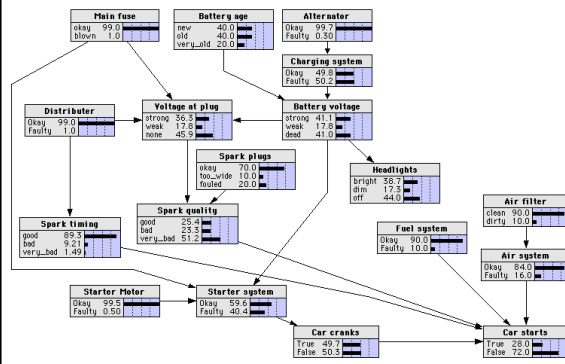 Main fuse
okay 99.0
blown 1.0
Battery age
new 40.0
old 40.0
very_old 20.0
Alternator
Okay 99.7
Faulty 0.30
Charging system
Okay 49.8
Faulty 50.2
Distributer
Okay 99.0
Faulty 1.0
Voltage at plug
strong 36.3
weak 17.8
none 45.9
Battery voltage
strong 41.1
weak 17.8
dead 41.0
Spark plugs
okay 70.0
too_wide 10.0
fouled 20.0
Headlights
bright 38.7
dim 17.3
off 44.0
Air filter
clean 90.0
dirty 10.0
Spark timing
good 89.3
bad 9.21
very_bad 1.49
Spark quality
good 25.4
bad 23.3
very_bad 51.2
Fuel system
Okay 90.0
Faulty 10.0
Air system
Okay 84.0
Faulty 16.0
Starter Motor
Okay 99.5
Faulty 0.50
Starter system
Okay 59.6
Faulty 40.4
Car cranks
True 49.7
False 50.3
Car starts
True 28.0
False 72.0